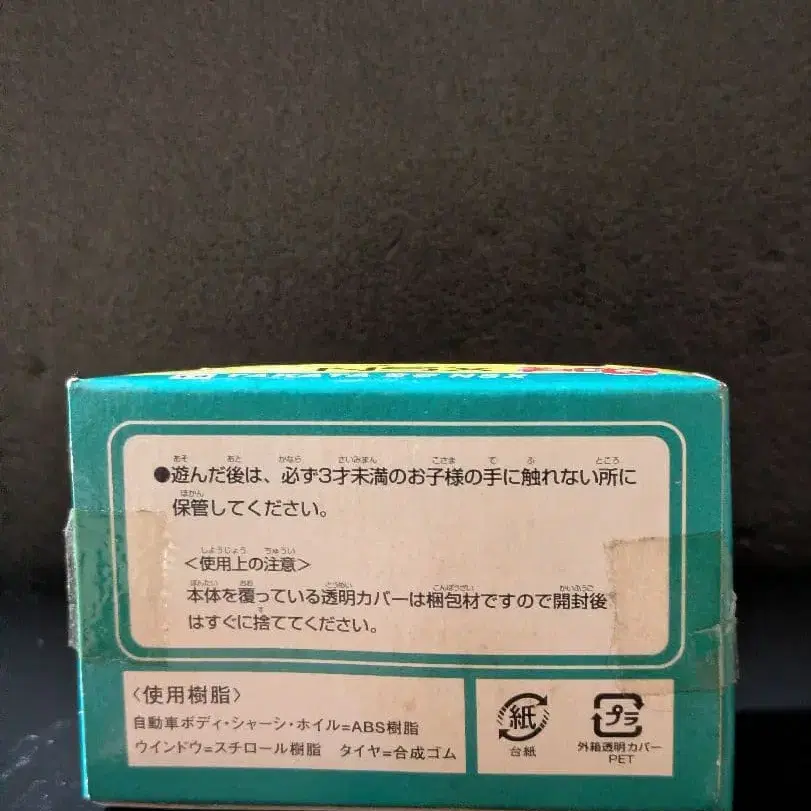 ●遊んだ後は、必ず3才未満のお子様の手に触れない所に
保管してください。
<使用上の注意>
本体を覆っている透明カバーは梱包材ですので開封後
はすぐに捨ててください。
〈使用樹脂〉
自動車ボディ・シャーシ・ホイル=ABS樹脂
ウインドウ=スチロール樹脂 タイヤ=合成ゴム
紙
台紙
プラ
外箱透明カバー
PET